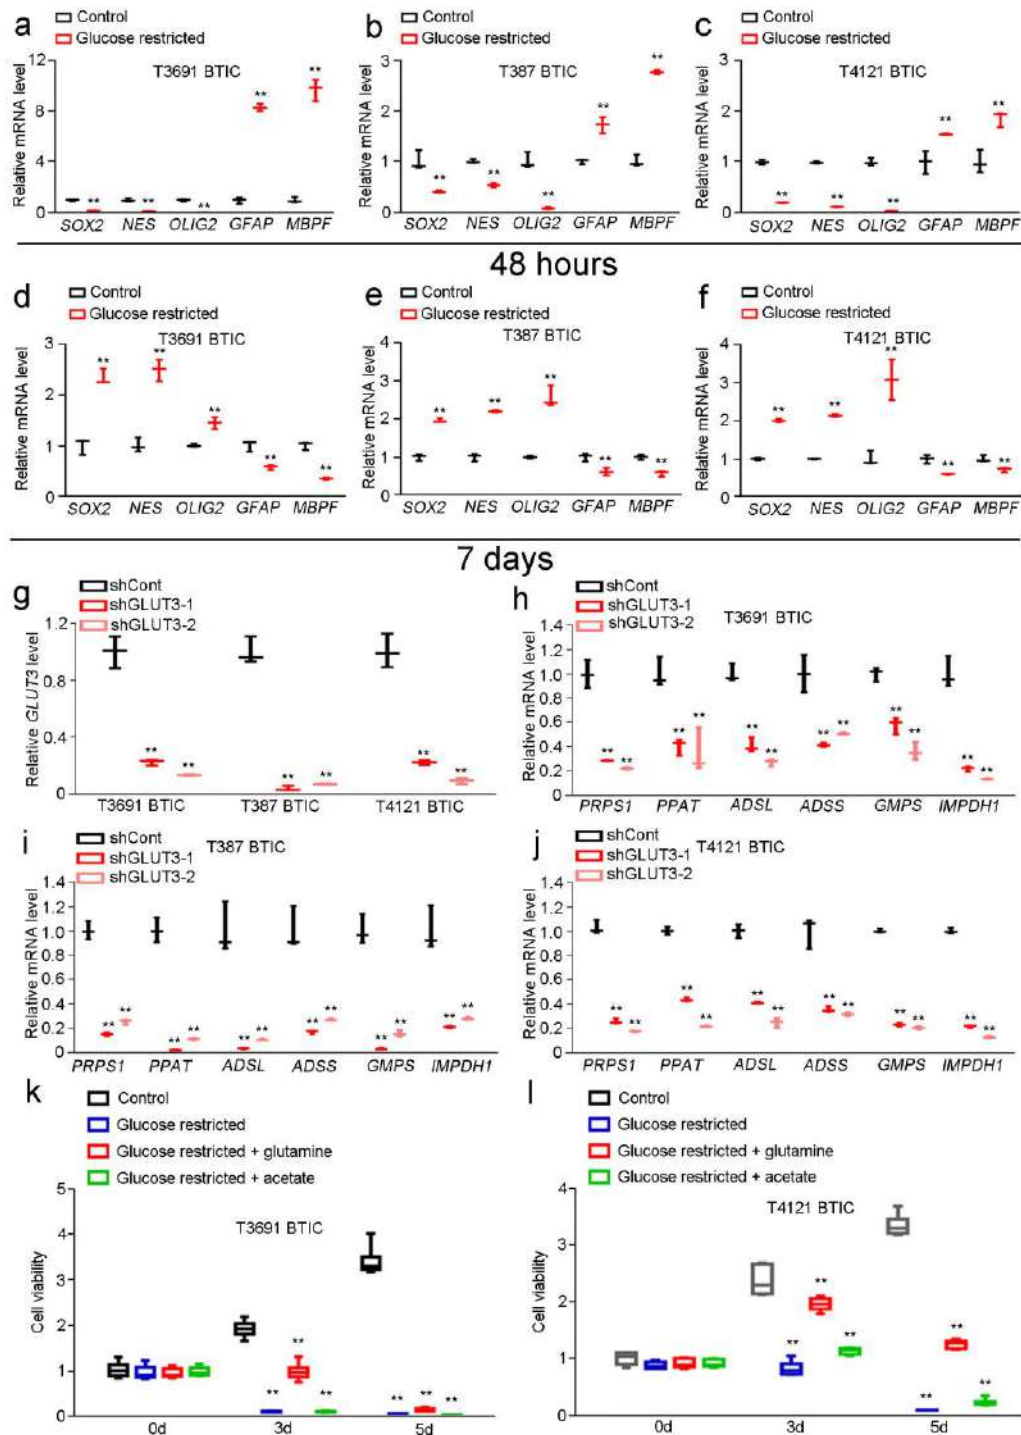 a
Control
Glucose restricted
T3691 BTIC
Relative mRNA level
12
8
4
0
**
**
**
**
**
SOX2 NES OLIG2 GFAP MBPF
b
Control
Glucose restricted
T387 BTIC
Relative mRNA level
3
2
1
0
**
**
**
**
**
SOX2 NES OLIG2 GFAP MBPF
c
Control
Glucose restricted
T4121 BTIC
Relative mRNA level
3
2
1
0
**
**
**
**
**
SOX2 NES OLIG2 GFAP MBPF
48 hours
d
Control
Glucose restricted
T3691 BTIC
Relative mRNA level
3
2
1
0
**
**
**
**
**
SOX2 NES OLIG2 GFAP MBPF
e
Control
Glucose restricted
T387 BTIC
Relative mRNA level
4
3
2
1
0
**
**
**
**
**
SOX2 NES OLIG2 GFAP MBPF
f
Control
Glucose restricted
T4121 BTIC
Relative mRNA level
4
3
2
1
0
**
**
**
**
**
SOX2 NES OLIG2 GFAP MBPF
7 days
g
shCont
shGLUT3-1
shGLUT3-2
Relative GLUT3 level
1.2
0.8
0.4
0
**
**
**
**
**
**
T3691 BTIC T387 BTIC T4121 BTIC
h
shCont
shGLUT3-1
shGLUT3-2
T3691 BTIC
Relative mRNA level
1.4
1.2
1.0
0.8
0.6
0.4
0.2
0
**
**
**
**
**
**
**
**
**
**
**
**
PRPS1 PPAT ADSL ADSS GMPS IMPDH1
i
shCont
T387 BTIC
shGLUT3-1
shGLUT3-2
Relative mRNA level
1.4
1.2
1.0
0.8
0.6
0.4
0.2
0
**
**
**
**
**
**
**
**
**
**
**
**
PRPS1 PPAT ADSL ADSS GMPS IMPDH1
j
shCont
shGLUT3-1
T4121 BTIC
shGLUT3-2
Relative mRNA level
1.4
1.2
1.0
0.8
0.6
0.4
0.2
0
**
**
**
**
**
**
**
**
**
**
**
**
PRPS1 PPAT ADSL ADSS GMPS IMPDH1
k
Control
Glucose restricted
Glucose restricted + glutamine
Glucose restricted + acetate
T3691 BTIC
Cell viability
5
4
3
2
1
0
**
**
**
**
**
**
0d 3d 5d
l
Control
Glucose restricted
Glucose restricted + glutamine
Glucose restricted + acetate
T4121 BTIC
Cell viability
4
3
2
1
0
**
**
**
**
**
**
0d 3d 5d